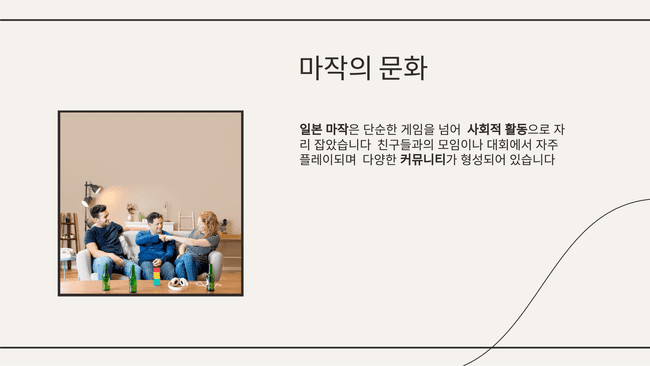 마작의 문화
일본 마작은 단순한 게임을 넘어 사회적 활동으로 자
리 잡았습니다 친구들과의 모임이나 대회에서 자주
플레이되며 다양한 커뮤니티가 형성되어 있습니다